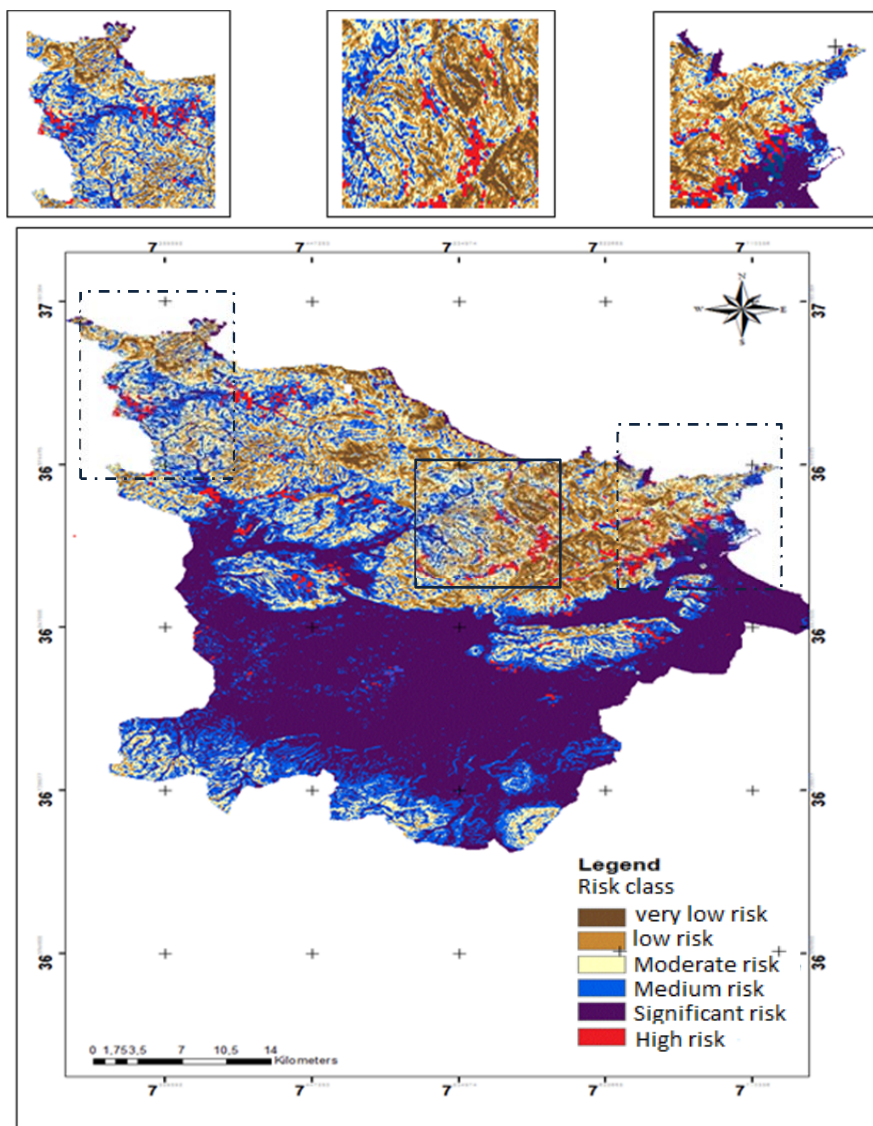 7 7 7 7 7
37 37
N
W E
S
36 36
36 36
36 36
36 36
Legend
Risk class
very low risk
low risk
Moderate risk
Medium risk
Significant risk
High risk
0 1,75 3,5 7 10,5 14
Kilometers
7 7 7 7 7